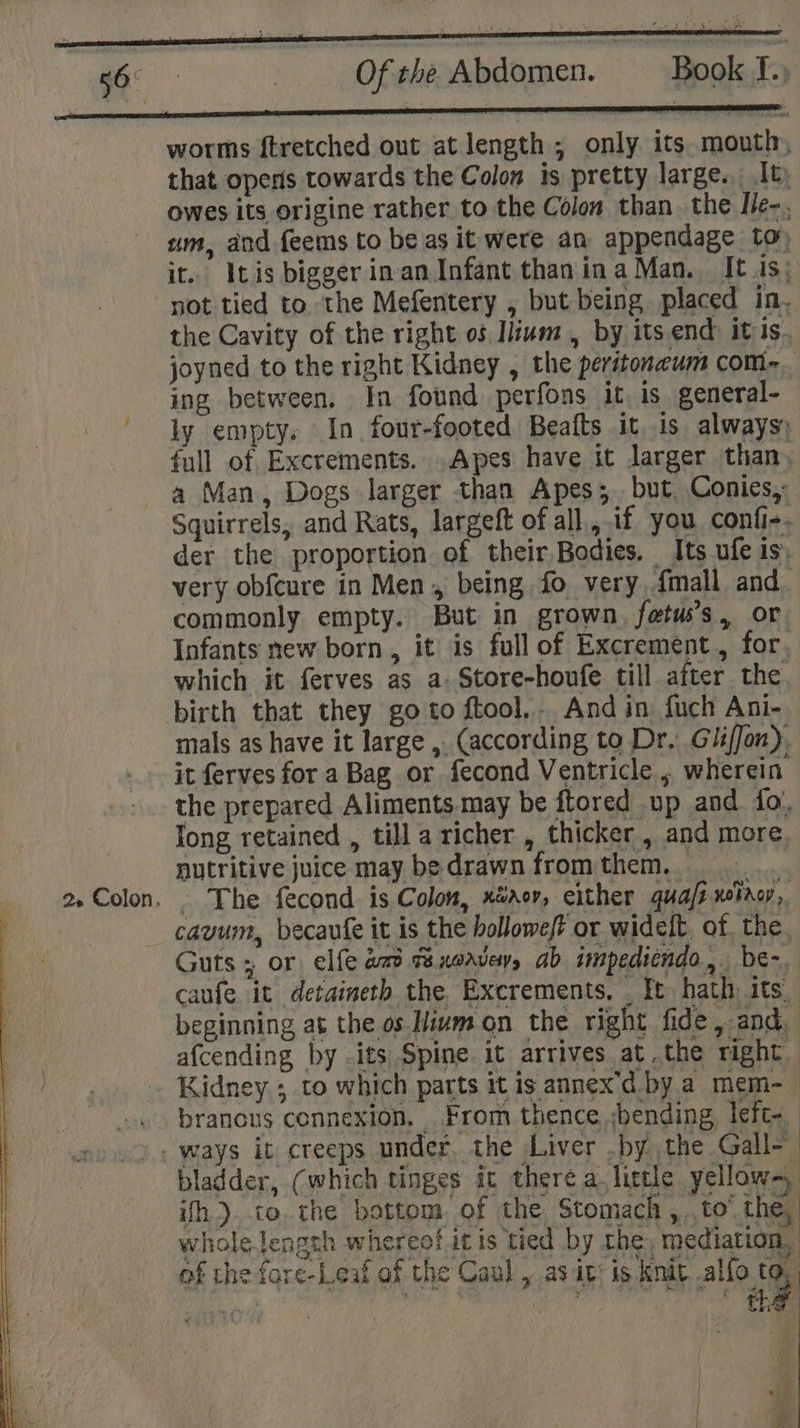 56 Of the Abdomen. Book I.
worms ſtretched out at length ; only its mouth
that opens towards the Colon is pretty large. It
owes its origine rather to the Colon than the Ile-
um, and ſeems to be as it were an appendage to
it. It is bigger in an Infant than in a Man. It is
not tied to the Meſentery , but being placed in
the Cavity of the right os Ilium , by its end it is
joyned to the right Kidney , the peritonæum com-
ing between. In found perſons it is general-
ly empty. In four-footed Beaſts it is always
full of Excrements. Apes have it larger than
a Man, Dogs larger than Apes ; but Conies,
Squirrels, and Rats, largeſt of all , if you conſi-
der the proportion of their Bodies. Its uſe is
very obſcure in Men , being ſo very ſmall and
commonly empty. But in grown fœtus's, or
Infants new born , it is full of Excrement , for
which it ſerves as a Store-houſe till after the
birth that they go to ſtool. And in ſuch Ani-
mals as have it large , (according to Dr. Gliſſon)
it ſerves for a Bag or ſecond Ventricle , wherein
the prepared Aliments may be ſtored up and ſo
long retained , till a richer , thicker , and more
nutritive juice may be drawn from them.
2. Colon. The ſecond is Colon, κῶλον, either quaſi κοῖλον,
cavum, becauſe it is the holloweſt or wideſt of the
Guts ; or elſe ἀπὸ τῦ κωλύειν, ab impediendo , be-
cauſe it detaineth the Excrements. It hath its
beginning at the os Ilium on the right ſide , and
aſcending by its Spine it arrives at the right
Kidney ; to which parts it is annex'd by a mem-
branous connexion. From thence bending left-
ways it creeps under the Liver by the Gall-
bladder, (which tinges it there a little yellow-
iſh) to the bottom of the Stomach , to the
whole length whereof it is tied by the mediation
of the fore-Leaf of the Caul , as it is knit alſo to
the